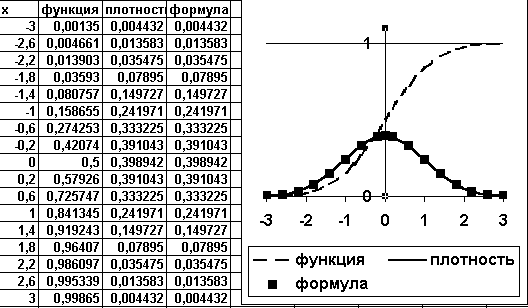 x функция плотност формула
-3 0,00135 0,004432 0,004432
-2,6 0,004661 0,013583 0,013583
-2,2 0,013903 0,035475 0,035475
-1,8 0,03593 0,07895 0,07895
-1,4 0,080757 0,149727 0,149727
-1 0,158655 0,241971 0,241971
-0,6 0,274253 0,333225 0,333225
-0,2 0,42074 0,391043 0,391043
0 0,5 0,398942 0,398942
0,2 0,57926 0,391043 0,391043
0,6 0,725747 0,333225 0,333225
1 0,841345 0,241971 0,241971
1,4 0,919243 0,149727 0,149727
1,8 0,96407 0,07895 0,07895
2,2 0,986097 0,035475 0,035475
2,6 0,995339 0,013583 0,013583
3 0,99865 0,004432 0,004432
1
0
-3 -2 -1 0 1 2 3
функция плотность
формула